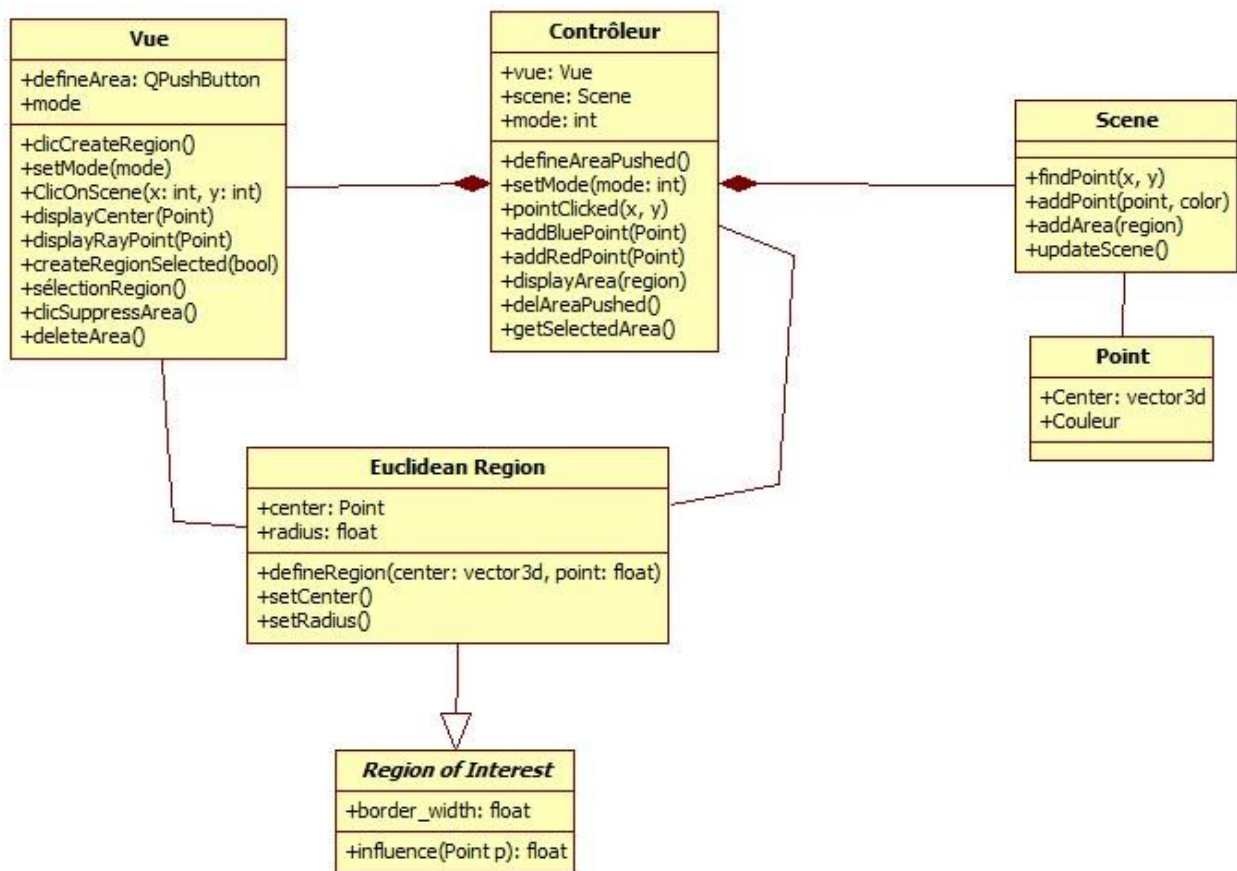 Vue
+defineArea: QPushButton
+mode
+clicCreateRegion()
+setMode(mode)
+ClicOnScene(x: int, y: int)
+displayCenter(Point)
+displayRayPoint(Point)
+createRegionSelected(bool)
+sélectionRegion()
+clicSuppressArea()
+deleteArea()
Contrôleur
+vue: Vue
+scene: Scene
+mode: int
+defineAreaPushed()
+setMode(mode: int)
+pointClicked(x, y)
+addBluePoint(Point)
+addRedPoint(Point)
+displayArea(region)
+delAreaPushed()
+getSelectedArea()
Scene
+findPoint(x, y)
+addPoint(point, color)
+addArea(region)
+updateScene()
Point
+Center: vector3d
+Couleur
Euclidean Region
+center: Point
+radius: float
+defineRegion(center: vector3d, point: float)
+setCenter()
+setRadius()
Region of Interest
+border_width: float
+influence(Point p): float